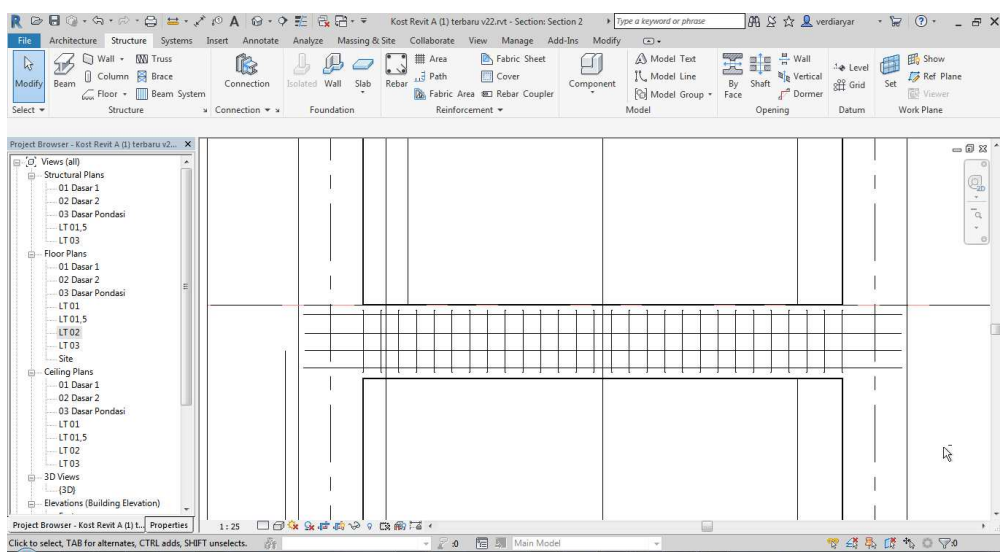 Kost Revit A (1) terbaru v22.rvt - Section: Section 2
Type a keyword or phrase
verdiaryar
File Architecture Structure Systems Insert Annotate Analyze Massing & Site Collaborate View Manage Add-Ins Modify
Modify
Beam
Wall
Column
Floor
Truss
Brace
Beam System
Connection
Isolated
Wall
Slab
Rebar
Area
Path
Fabric Area
Fabric Sheet
Cover
Rebar Coupler
Component
Model Text
Model Line
Model Group
By
Face
Shaft
Wall
Vertical
Dormer
Level
Grid
Set
Show
Ref Plane
Viewer
Select Structure Connection Foundation Reinforcement Model Opening Datum Work Plane
Project Browser - Kost Revit A (1) terbaru v2...
Views (all)
Structural Plans
01 Dasar 1
02 Dasar 2
03 Dasar Pondasi
LT 01,5
LT 03
Floor Plans
01 Dasar 1
02 Dasar 2
03 Dasar Pondasi
LT 01
LT 01,5
LT 02
LT 03
Site
Ceiling Plans
01 Dasar 1
02 Dasar 2
03 Dasar Pondasi
LT 01
LT 01,5
LT 02
LT 03
3D Views
{3D}
Elevations (Building Elevation)
Project Browser - Kost Revit A (1) t... Properties
1 : 25
Click to select, TAB for alternates, CTRL adds, SHIFT unselects.
:0
Main Model
:0